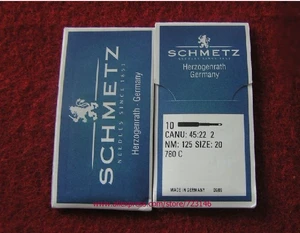 SCHMETZ
NEEDLES SINCE 1851
Herzogenrath · Germany
SCHMETZ
Herzogenrath
Germany
10
CANU: 45:22 2
NM: 125 SIZE: 20
780 C
MADE IN GERMANY